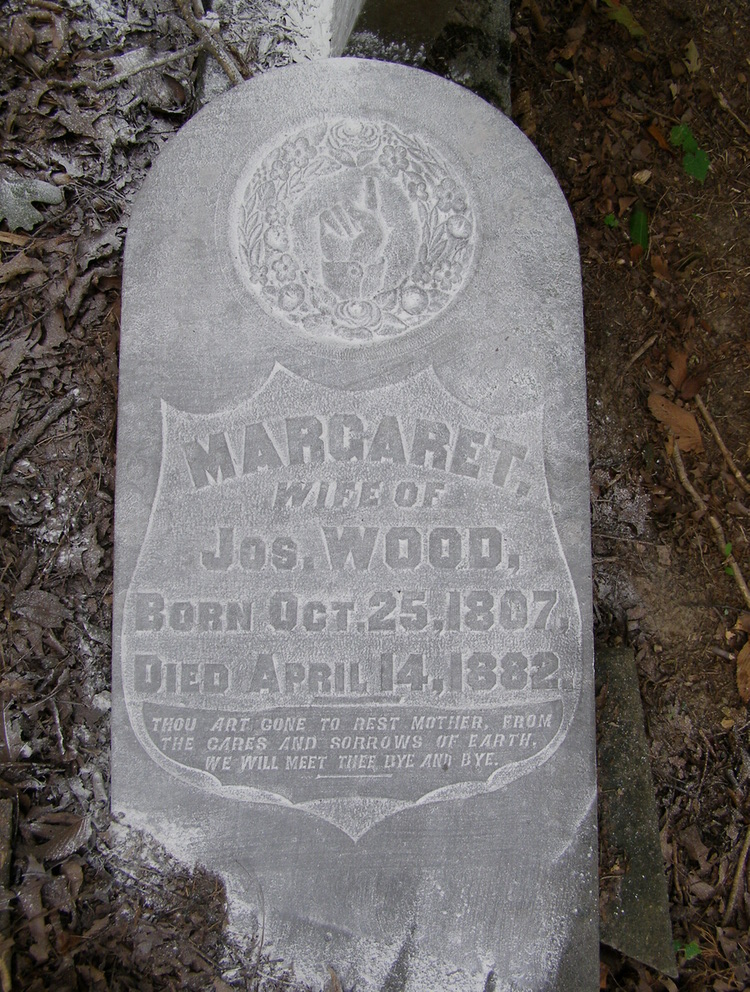 MARGARET,
WIFE OF
JOS. WOOD,
BORN OCT. 25, 1807,
DIED APRIL 14, 1882.
THOU ART GONE TO REST MOTHER, FROM
THE CARES AND SORROWS OF EARTH.
WE WILL MEET THEE BYE AND BYE.